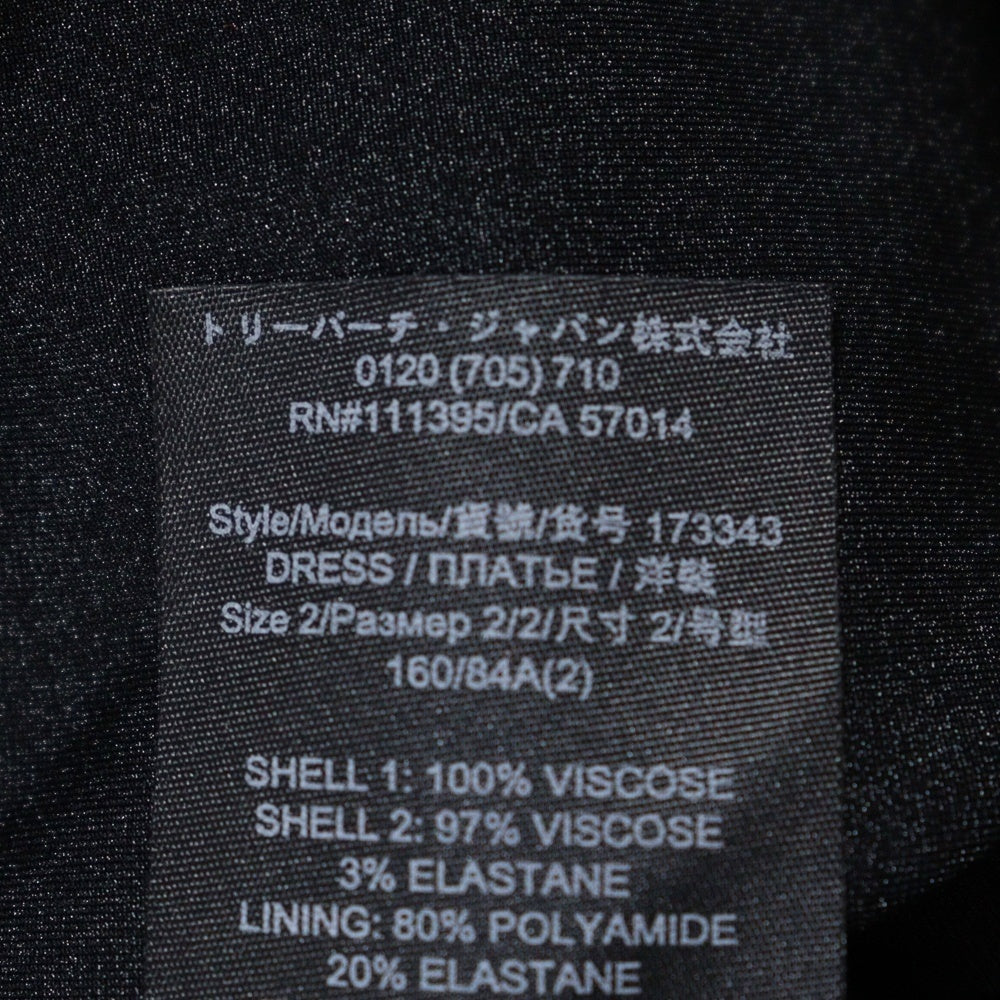 トリーバーチ・ジャパン株式会社
0120 (705) 710
RN#111395/CA 57014
Style/Модель/貨號/货号 173343
DRESS / ПЛАТЬЕ / 洋裝
Size 2/Размер 2/2/尺寸 2/号型
160/84A(2)
SHELL 1: 100% VISCOSE
SHELL 2: 97% VISCOSE
3% ELASTANE
LINING: 80% POLYAMIDE
20% ELASTANE